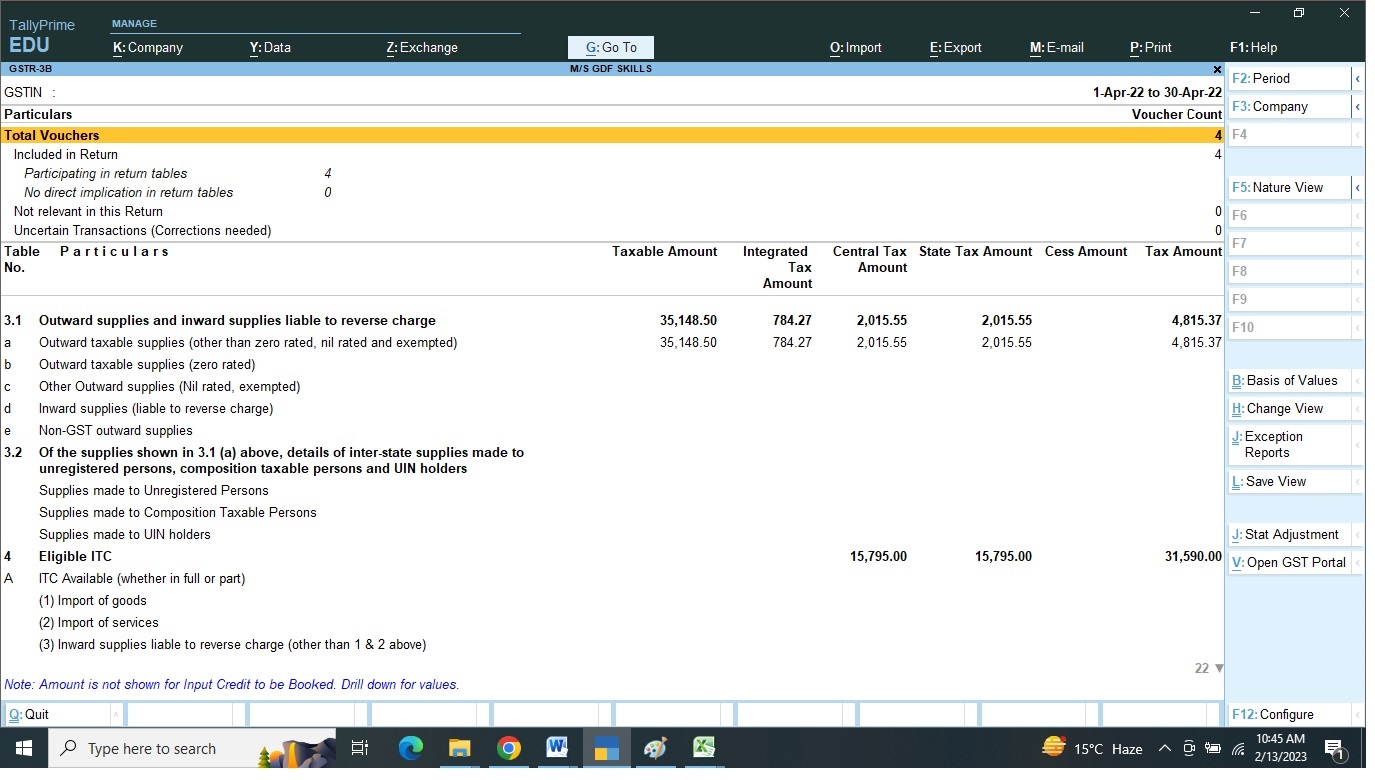 TallyPrime
EDU
MANAGE
K: Company Y: Data Z: Exchange G: Go To O: Import E: Export M: E-mail P: Print F1: Help
GSTR-3B M/S GDF SKILLS x
GSTIN : 1-Apr-22 to 30-Apr-22
Particulars Voucher Count
Total Vouchers 4
Included in Return 4
Participating in return tables 4
No direct implication in return tables 0
Not relevant in this Return 0
Uncertain Transactions (Corrections needed) 0
Table No. Particulars Taxable Amount Integrated Tax Amount Central Tax Amount State Tax Amount Cess Amount Tax Amount
3.1 Outward supplies and inward supplies liable to reverse charge 35,148.50 784.27 2,015.55 2,015.55 4,815.37
a Outward taxable supplies (other than zero rated, nil rated and exempted) 35,148.50 784.27 2,015.55 2,015.55 4,815.37
b Outward taxable supplies (zero rated)
c Other Outward supplies (Nil rated, exempted)
d Inward supplies (liable to reverse charge)
e Non-GST outward supplies
3.2 Of the supplies shown in 3.1 (a) above, details of inter-state supplies made to
unregistered persons, composition taxable persons and UIN holders
Supplies made to Unregistered Persons
Supplies made to Composition Taxable Persons
Supplies made to UIN holders
4 Eligible ITC 15,795.00 15,795.00 31,590.00
A ITC Available (whether in full or part)
(1) Import of goods
(2) Import of services
(3) Inward supplies liable to reverse charge (other than 1 & 2 above)
22 ▼
Note: Amount is not shown for Input Credit to be Booked. Drill down for values.
Q: Quit
F2: Period
F3: Company
F4
F5: Nature View
F6
F7
F8
F9
F10
B: Basis of Values
H: Change View
J: Exception
Reports
L: Save View
J: Stat Adjustment
V: Open GST Portal
F12: Configure
Type here to search
15°C Haze
10:45 AM
2/13/2023
1